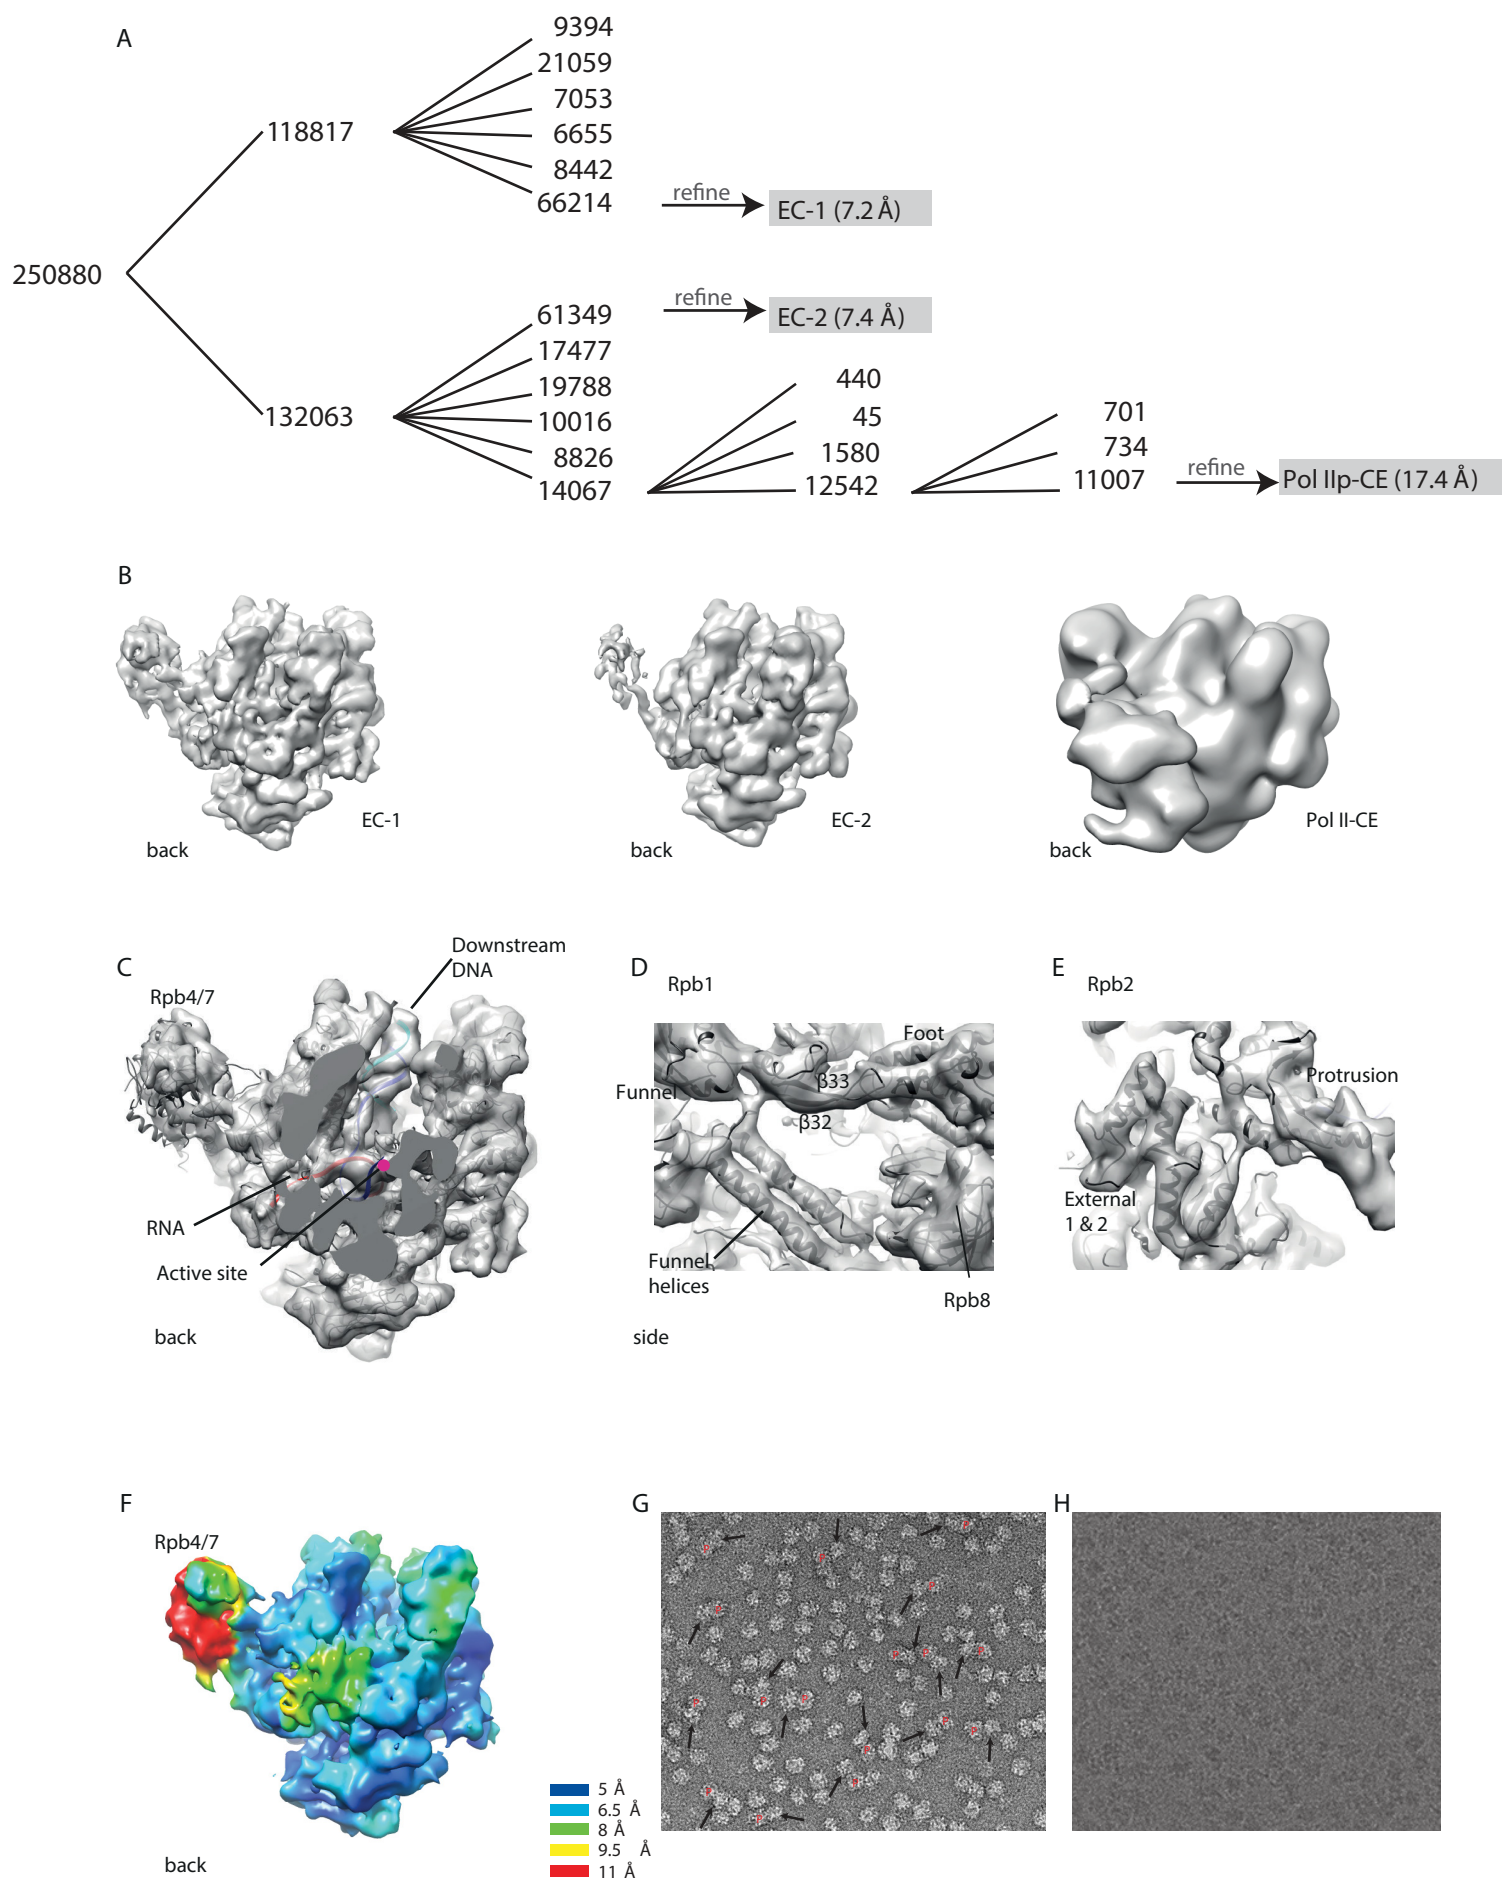 A
9394
21059
7053
6655
8442
66214
118817
refine
EC-1 (7.2 Å)
250880
61349
17477
19788
10016
8826
14067
132063
refine
EC-2 (7.4 Å)
440
45
1580
12542
701
734
11007
refine
Pol IIp-CE (17.4 Å)
B
EC-1
back
EC-2
back
Pol II-CE
back
C
Rpb4/7
Downstream
DNA
RNA
Active site
back
D
Rpb1
Foot
Funnel
β33
β32
Funnel
helices
Rpb8
side
E
Rpb2
Protrusion
External
1 & 2
F
Rpb4/7
back
5 Å
6.5 Å
8 Å
9.5 Å
11 Å
G
H